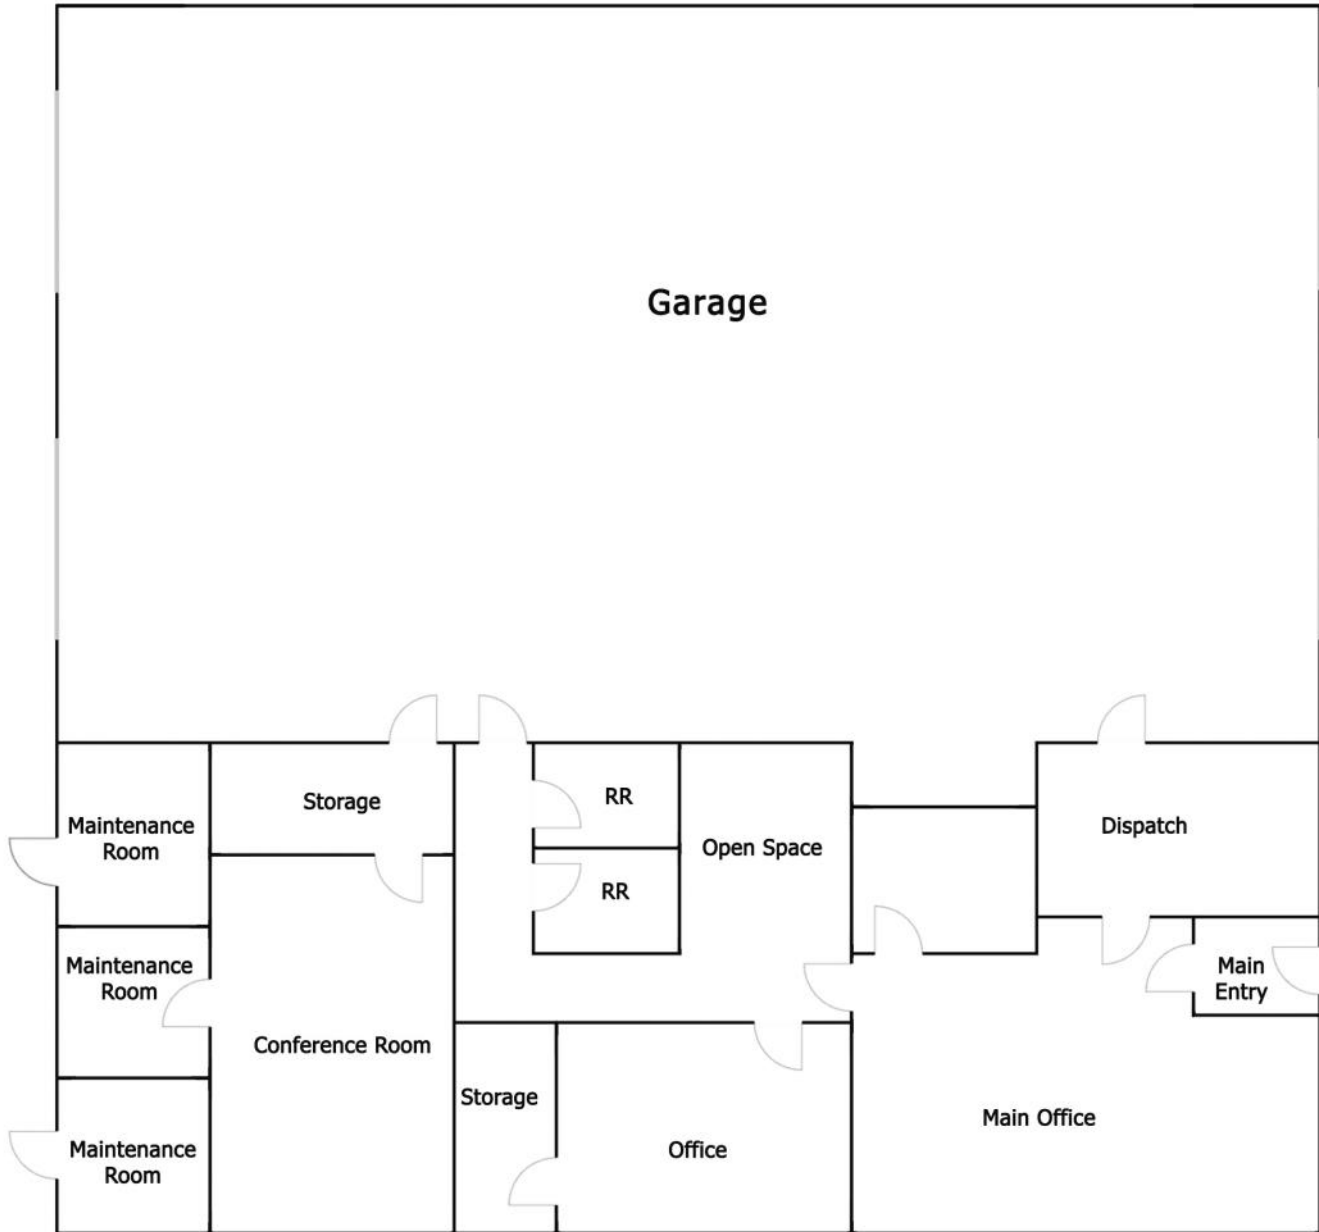 Garage
Storage
RR
Maintenance
Room
Dispatch
Open Space
RR
Maintenance
Room
Main
Entry
Conference Room
Storage
Main Office
Maintenance
Room
Office